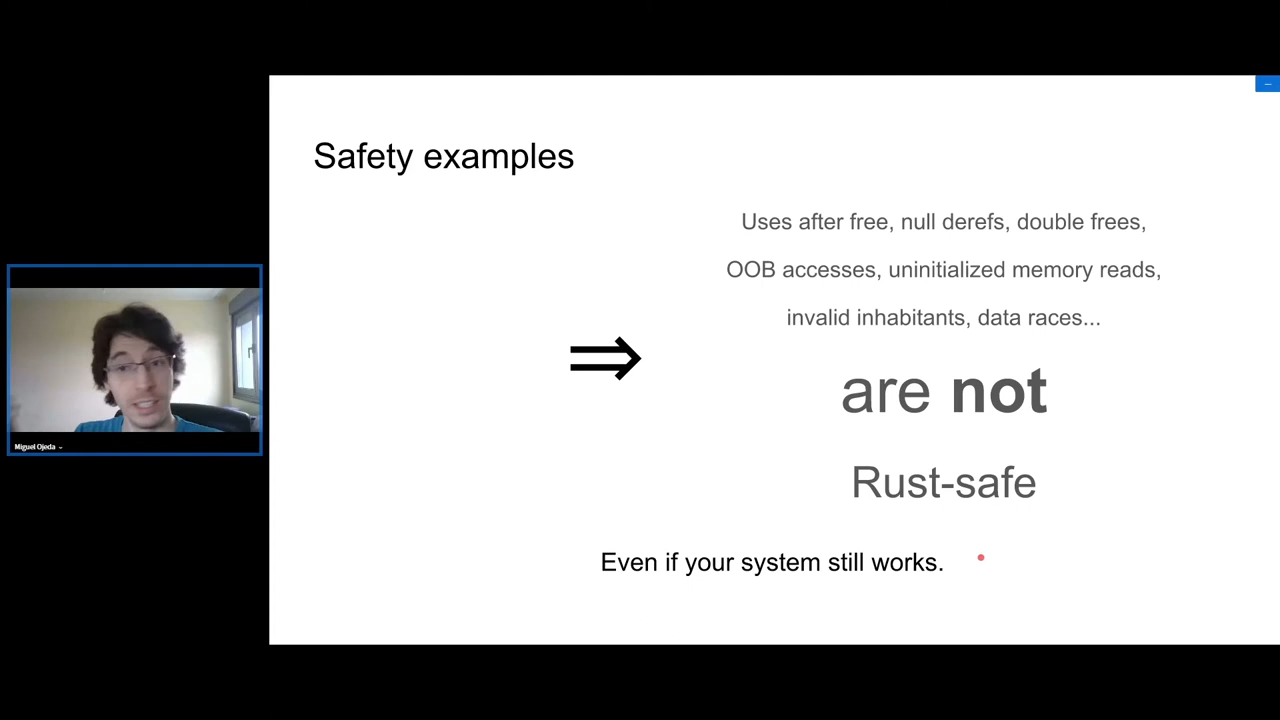 Safety examples
Uses after free, null derefs, double frees,
OOB accesses, uninitialized memory reads,
invalid inhabitants, data races...
⇒
are not
Rust-safe
Even if your system still works.
Miguel Ojeda